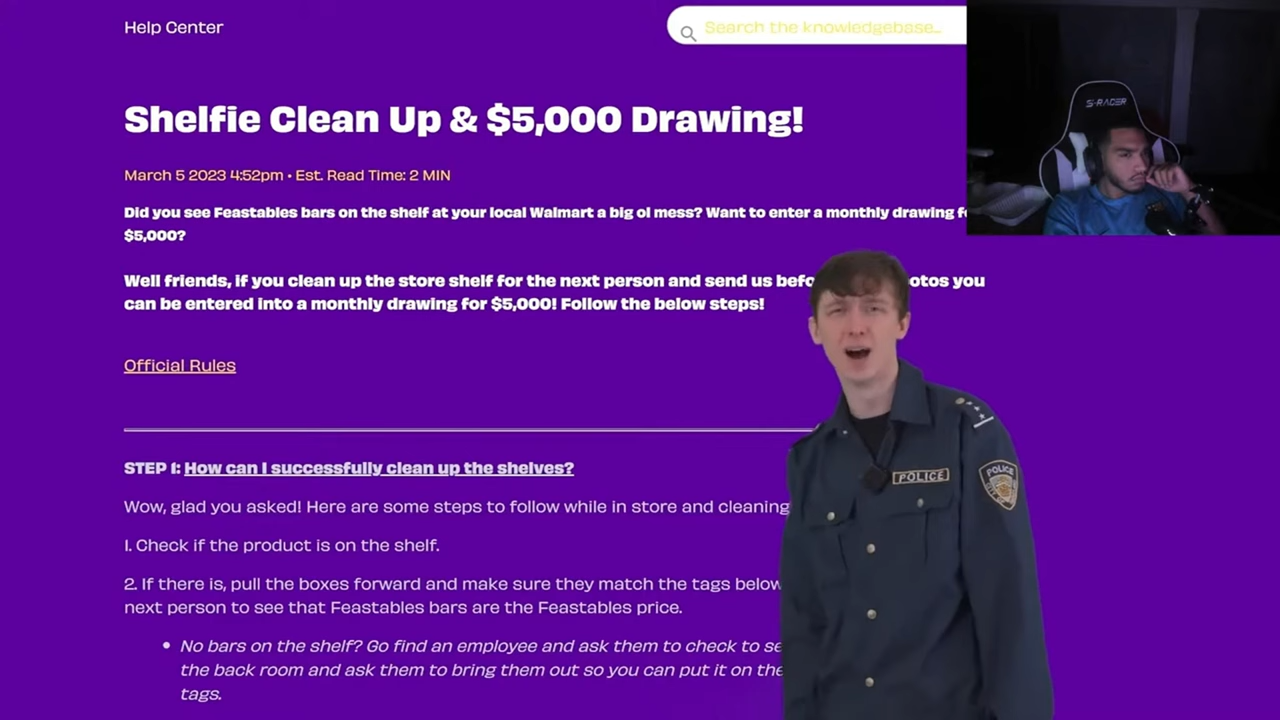 Help Center
Search the knowledgebase...
Shelfie Clean Up & $5,000 Drawing!
March 5 2023 4:52pm • Est. Read Time: 2 MIN
Did you see Feastables bars on the shelf at your local Walmart a big ol mess? Want to enter a monthly drawing
$5,000?
Well friends, if you clean up the store shelf for the next person and send us you
can be entered into a monthly drawing for $5,000! Follow the below steps!
Official Rules
STEP 1: How can I successfully clean up the shelves?
Wow, glad you asked! Here are some steps to follow while in store and cleaning
1. Check if the product is on the shelf.
2. If there is, pull the boxes forward and make sure they match the tags below
next person to see that Feastables bars are the Feastables price.
• No bars on the shelf? Go find an employee and ask them to check to
the back room and ask them to bring them out so you can put it on the
tags.
S-RACER
POLICE
POLICE